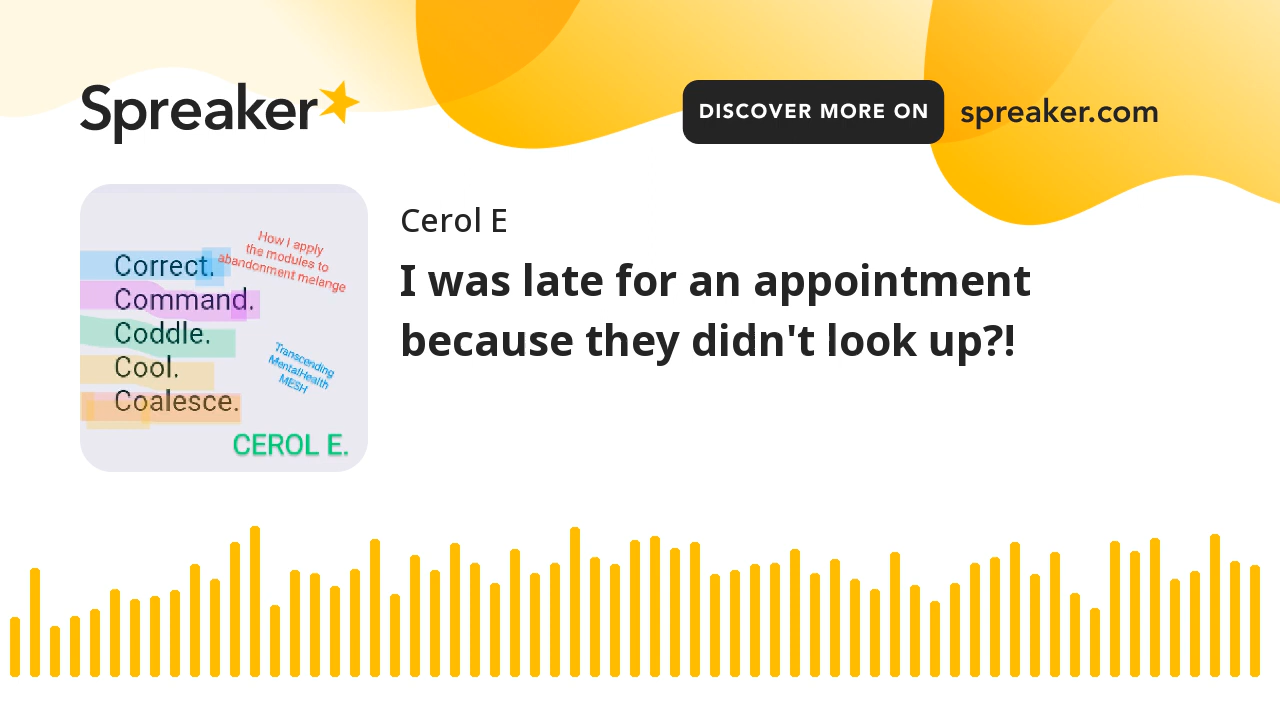 Spreaker
DISCOVER MORE ON
spreaker.com
Correct.
Command.
Coddle.
Cool.
Coalesce.
How I apply
the modules to
abandonment melange
Transcending
MentalHealth
MESH
CEROL E.
Cerol E
I was late for an appointment
because they didn't look up?!